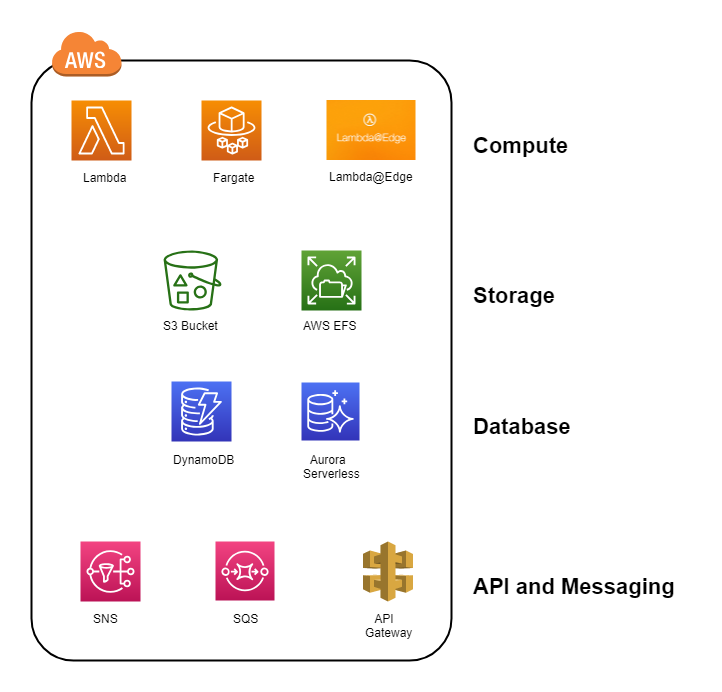 AWS
Lambda@Edge
Lambda
Fargate
Lambda@Edge
Compute
S3 Bucket
AWS EFS
Storage
DynamoDB
Aurora
Serverless
Database
SNS
SQS
API
Gateway
API and Messaging